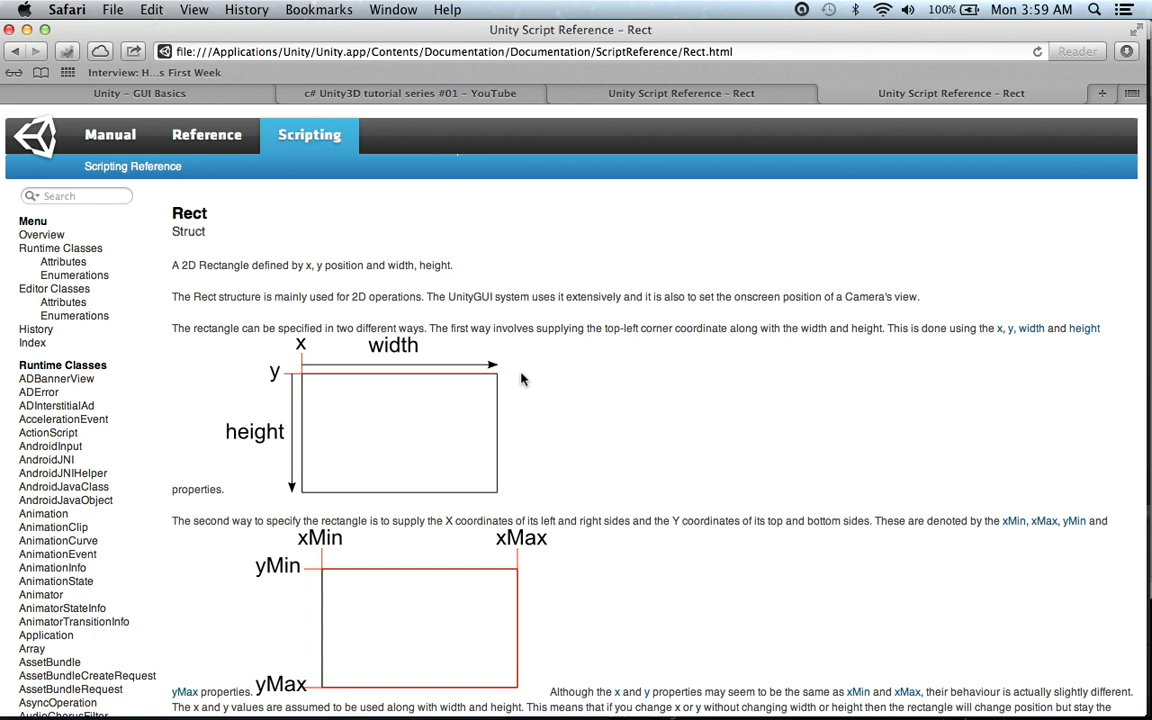 Safari File Edit View History Bookmarks Window Help 100% Mon 3:59 AM
Unity Script Reference – Rect
file:///Applications/Unity/Unity.app/Contents/Documentation/Documentation/ScriptReference/Rect.html Reader
Interview: H...s First Week
Unity – GUI Basics c# Unity3D tutorial series #01 – YouTube Unity Script Reference – Rect Unity Script Reference – Rect
Manual Reference Scripting
Scripting Reference
Search
Menu
Overview
Runtime Classes
Attributes
Enumerations
Editor Classes
Attributes
Enumerations
History
Index
Runtime Classes
ADBannerView
ADError
ADInterstitialAd
AccelerationEvent
ActionScript
AndroidInput
AndroidJNI
AndroidJNIHelper
AndroidJavaClass
AndroidJavaObject
Animation
AnimationClip
AnimationCurve
AnimationEvent
AnimationInfo
AnimationState
Animator
AnimatorStateInfo
AnimatorTransitionInfo
Application
Array
AssetBundle
AssetBundleCreateRequest
AssetBundleRequest
AsyncOperation
AudioChorusFilter
Rect
Struct
A 2D Rectangle defined by x, y position and width, height.
The Rect structure is mainly used for 2D operations. The UnityGUI system uses it extensively and it is also to set the onscreen position of a Camera's view.
The rectangle can be specified in two different ways. The first way involves supplying the top-left corner coordinate along with the width and height. This is done using the x, y, width and height
x width
y
height
properties.
The second way to specify the rectangle is to supply the X coordinates of its left and right sides and the Y coordinates of its top and bottom sides. These are denoted by the xMin, xMax, yMin and
xMin xMax
yMin
yMax
yMax properties. Although the x and y properties may seem to be the same as xMin and xMax, their behaviour is actually slightly different.
The x and y values are assumed to be used along with width and height. This means that if you change x or y without changing width or height then the rectangle will change position but stay the